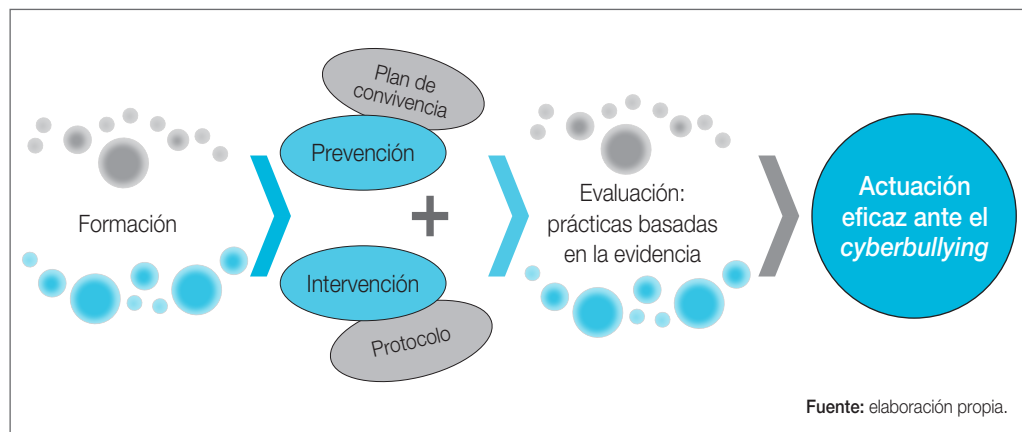 Formación
Plan de
convivencia
Prevención
+
Intervención
Protocolo
Evaluación:
prácticas basadas
en la evidencia
Actuación
eficaz ante el
cyberbullying
Fuente: elaboración propia.